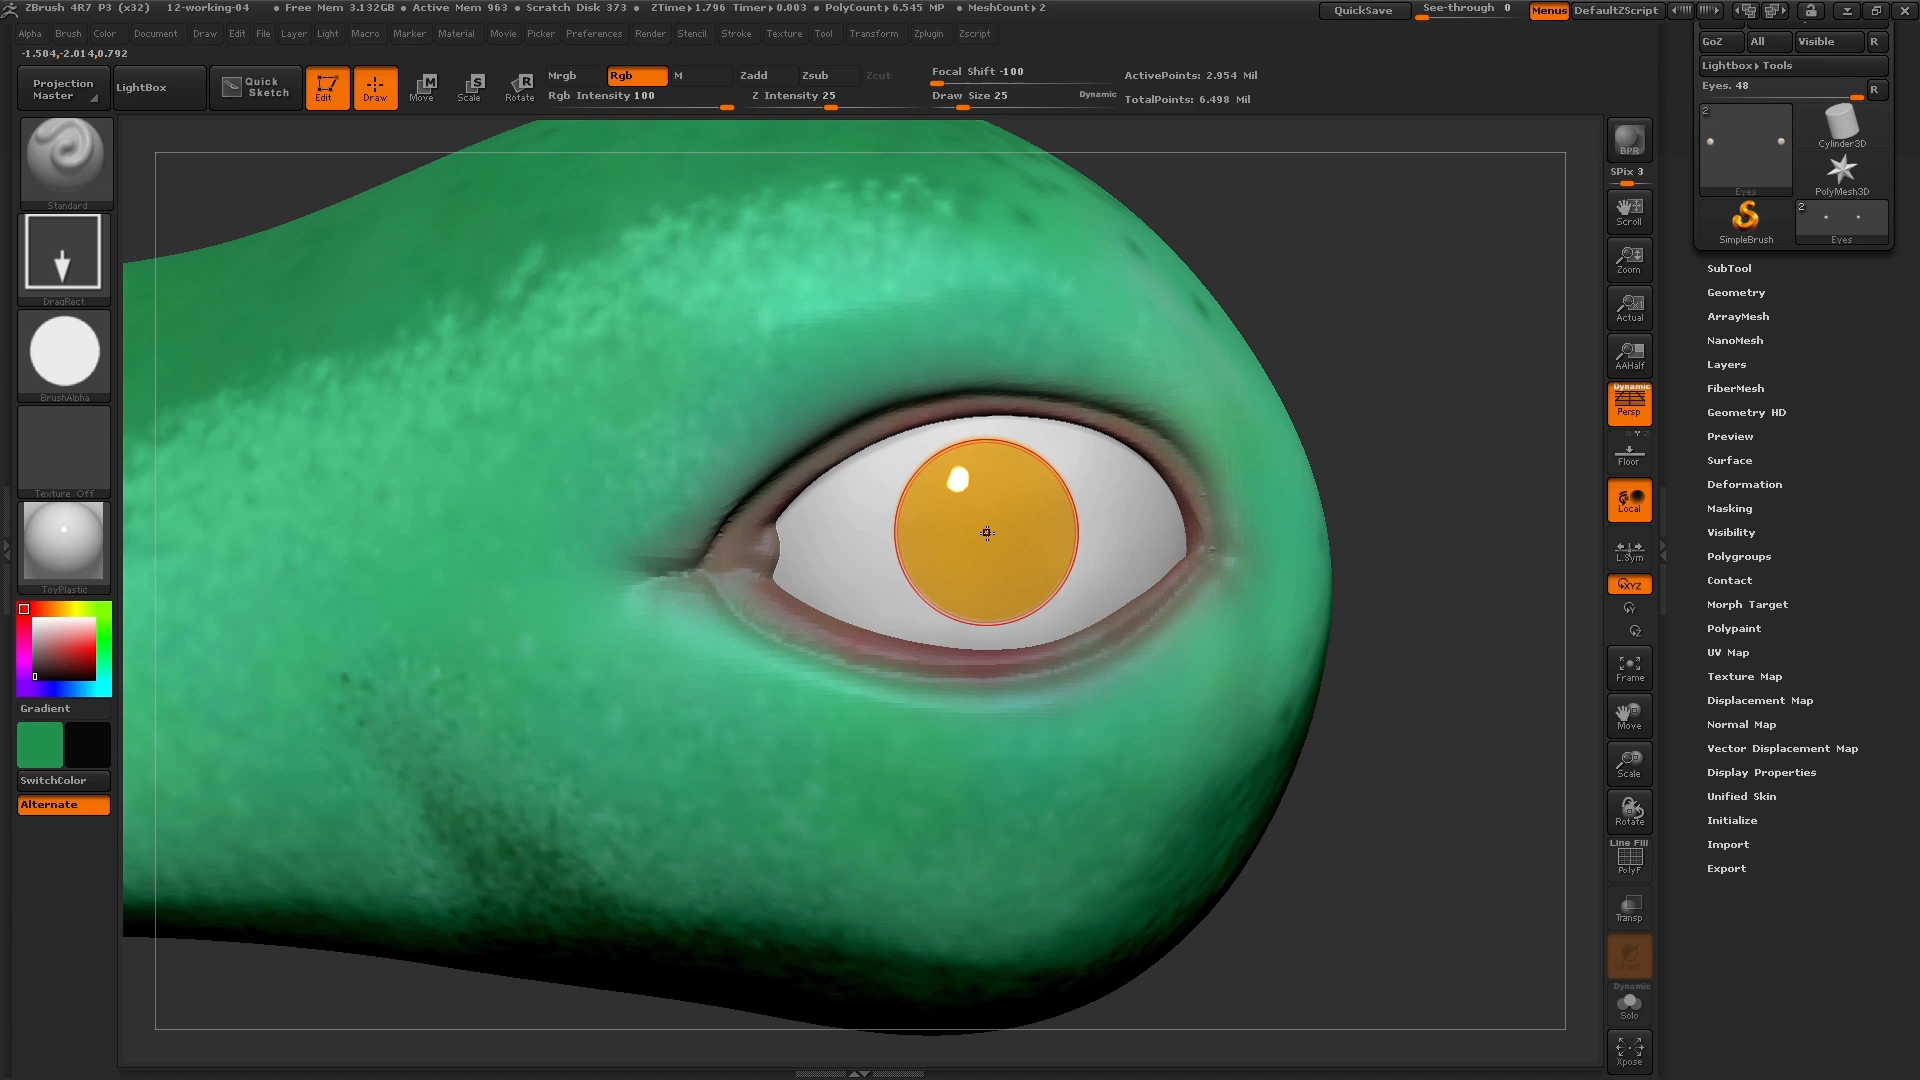 ZBrush 4R7 P3 (x32) 12-working-04 • Free Mem 3.132GB • Active Mem 963 • Scratch Disk 373 • ZTime▸1.796 Timer▸0.003 • PolyCount▸6.545 MP • MeshCount▸2
QuickSave See-through 0 Menus DefaultZScript
Alpha Brush Color Document Draw Edit File Layer Light Macro Marker Material Movie Picker Preferences Render Stencil Stroke Texture Tool Transform Zplugin Zscript
-1.504,-2.014,0.792
Projection Master
LightBox
Quick Sketch
Edit
Draw
Move
Scale
Rotate
Mrgb Rgb M
Rgb Intensity 100
Zadd Zsub Zcut
Z Intensity 25
Focal Shift -100
Draw Size 25
Dynamic
ActivePoints: 2.954 Mil
TotalPoints: 6.498 Mil
Standard
DragRect
BrushAlpha
Texture Off
ToyPlastic
Gradient
SwitchColor
Alternate
BPR
SPix 3
Scroll
Zoom
Actual
AAHalf
Dynamic
Persp
Floor
Local
L.Sym
XYZ
Y
Z
Frame
Move
Scale
Rotate
Line Fill
PolyF
Transp
Ghost
Dynamic
Solo
Xpose
GoZ All Visible R
Lightbox▸Tools
Eyes. 48 R
2
Eyes
Cylinder3D
PolyMesh3D
SimpleBrush
2
Eyes
SubTool
Geometry
ArrayMesh
NanoMesh
Layers
FiberMesh
Geometry HD
Preview
Surface
Deformation
Masking
Visibility
Polygroups
Contact
Morph Target
Polypaint
UV Map
Texture Map
Displacement Map
Normal Map
Vector Displacement Map
Display Properties
Unified Skin
Initialize
Import
Export